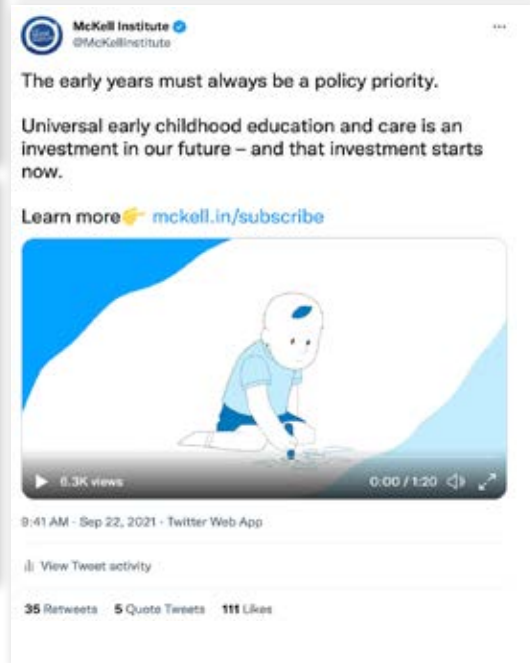 McKell Institute
@McKellInstitute
The early years must always be a policy priority.
Universal early childhood education and care is an
investment in our future – and that investment starts
now.
Learn more👉 mckell.in/subscribe
6.3K views
0:00 / 1:20
9:41 AM · Sep 22, 2021 · Twitter Web App
View Tweet activity
35 Retweets 5 Quote Tweets 111 Likes